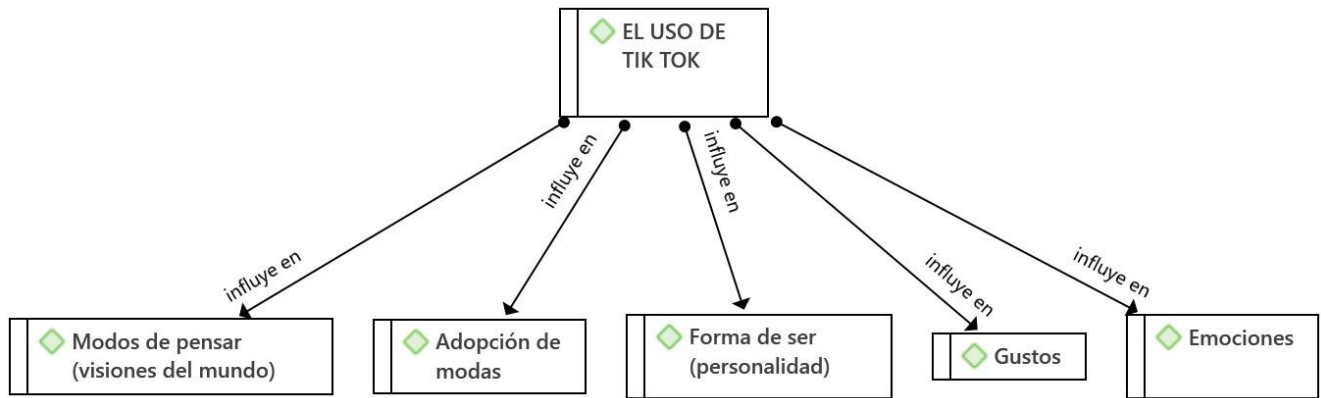 EL USO DE
TIK TOK
influye en
influye en
influye en
influye en
influye en
Modos de pensar
(visiones del mundo)
Adopción de
modas
Forma de ser
(personalidad)
Gustos
Emociones